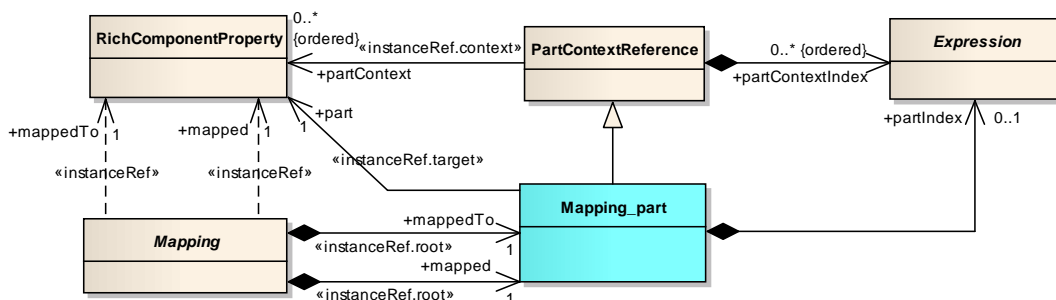 0..*
RichComponentProperty
{ordered}
«instanceRef.context»
+partContext
PartContextReference
0..* {ordered}
+partContextIndex
Expression
+mappedTo
1
+mapped
1
+part
1
+partIndex
0..1
«instanceRef»
«instanceRef»
«instanceRef.target»
Mapping_part
Mapping
+mappedTo
«instanceRef.root»
1
+mapped
«instanceRef.root»
1